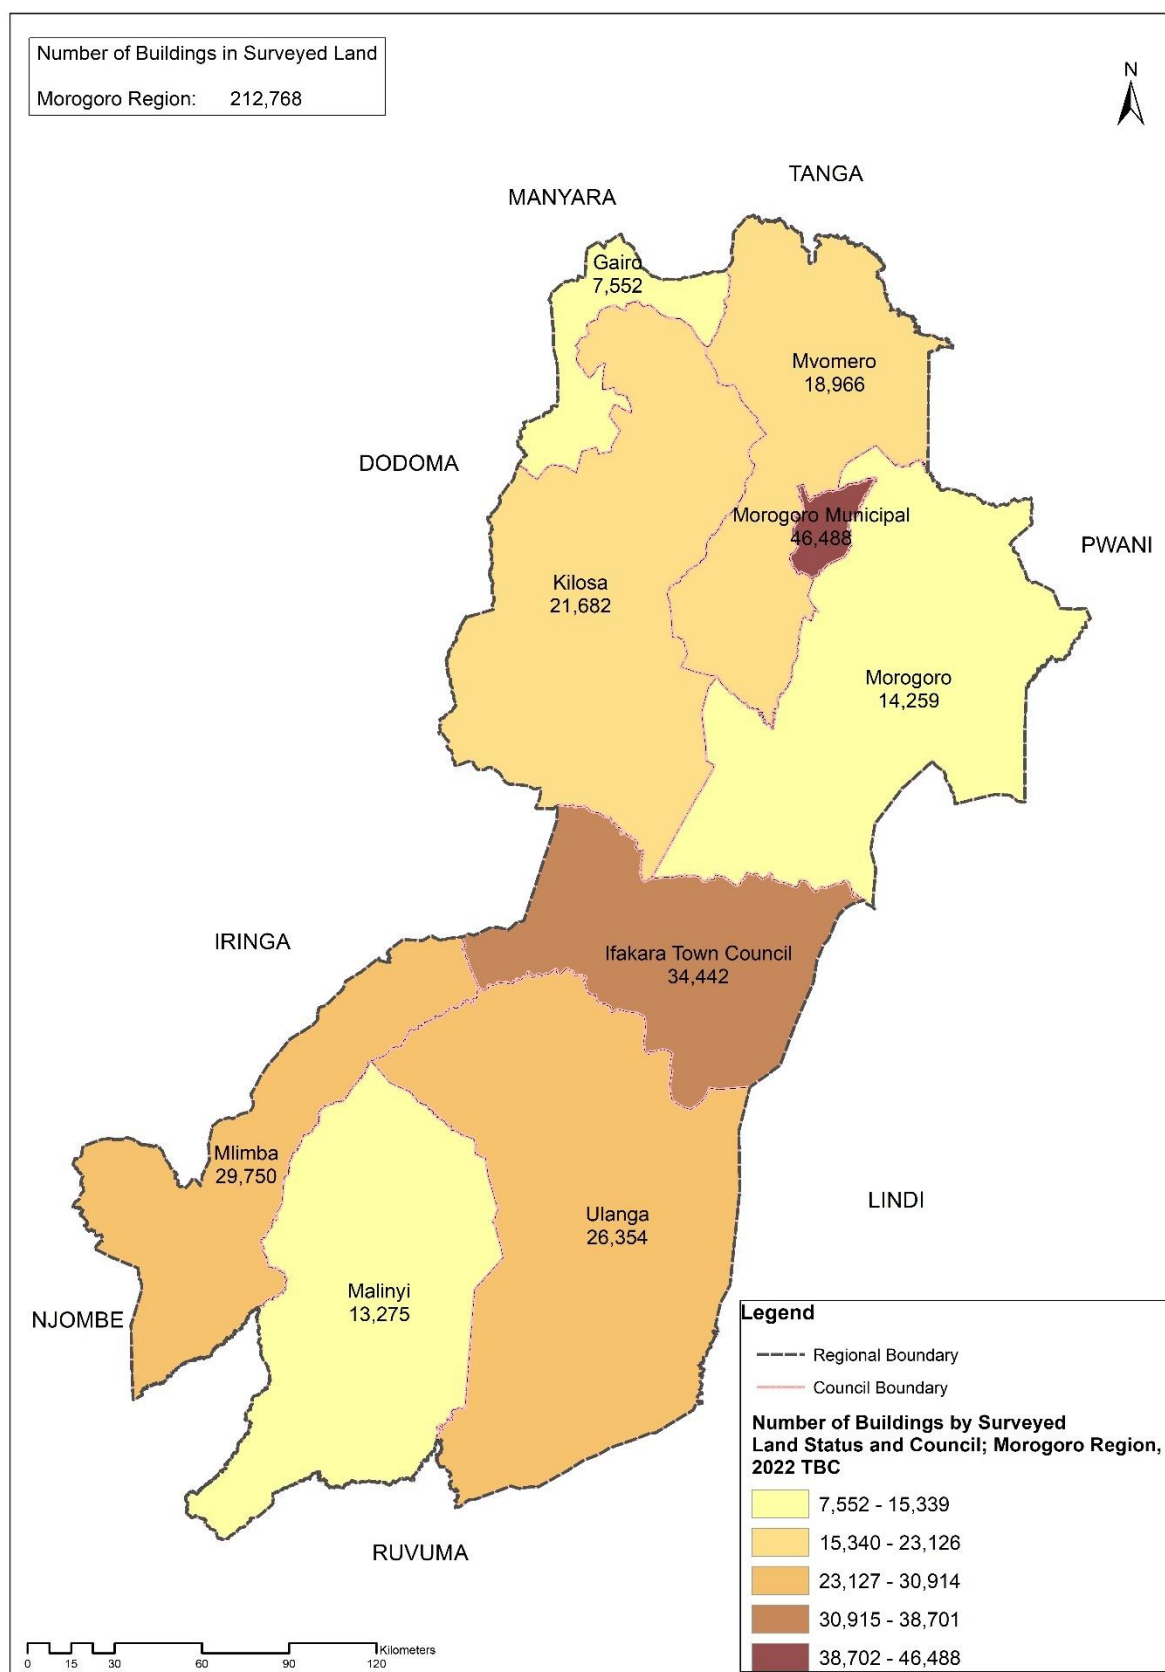 Number of Buildings in Surveyed Land
Morogoro Region: 212,768
N
TANGA
MANYARA
Gairo
7,552
Mvomero
18,966
DODOMA
Morogoro Municipal
46,488
PWANI
Kilosa
21,682
Morogoro
14,259
IRINGA
Ifakara Town Council
34,442
Mlimba
29,750
Ulanga
26,354
LINDI
Malinyi
13,275
NJOMBE
RUVUMA
Legend
Regional Boundary
Council Boundary
Number of Buildings by Surveyed
Land Status and Council; Morogoro Region,
2022 TBC
7,552 - 15,339
15,340 - 23,126
23,127 - 30,914
30,915 - 38,701
38,702 - 46,488
Kilometers
0 15 30 60 90 120